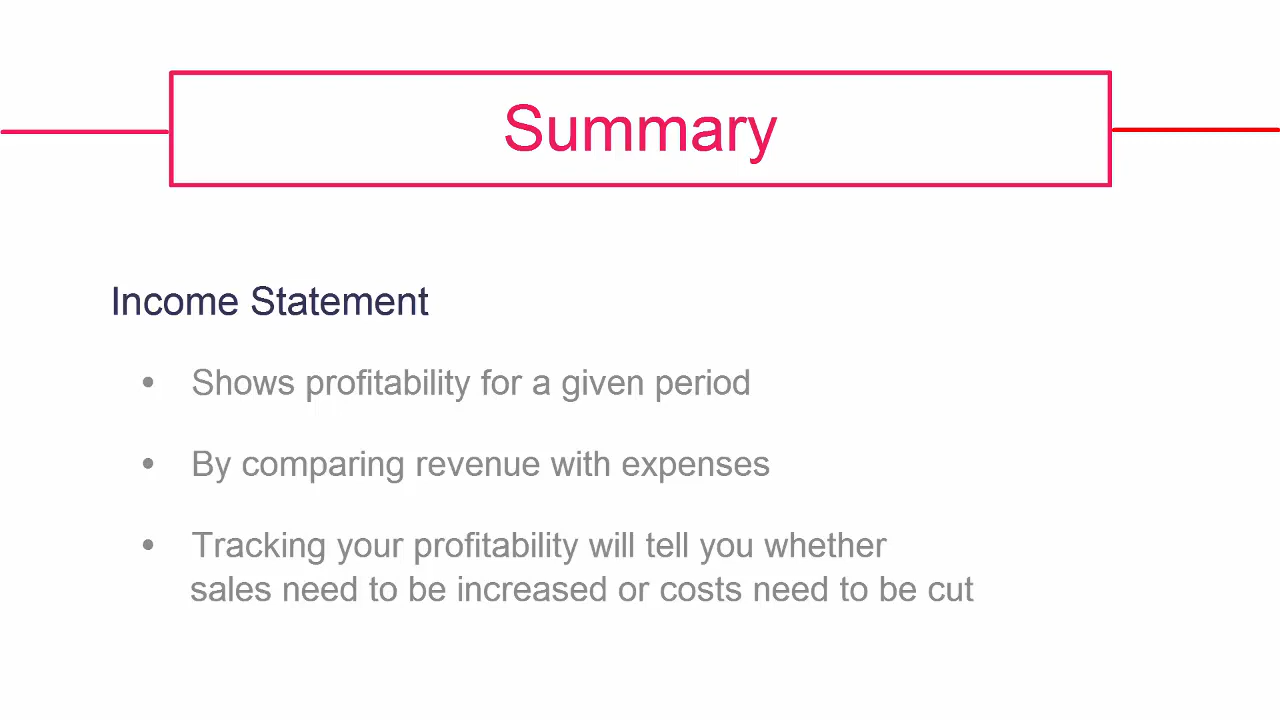 Summary
Income Statement
• Shows profitability for a given period
• By comparing revenue with expenses
• Tracking your profitability will tell you whether
sales need to be increased or costs need to be cut